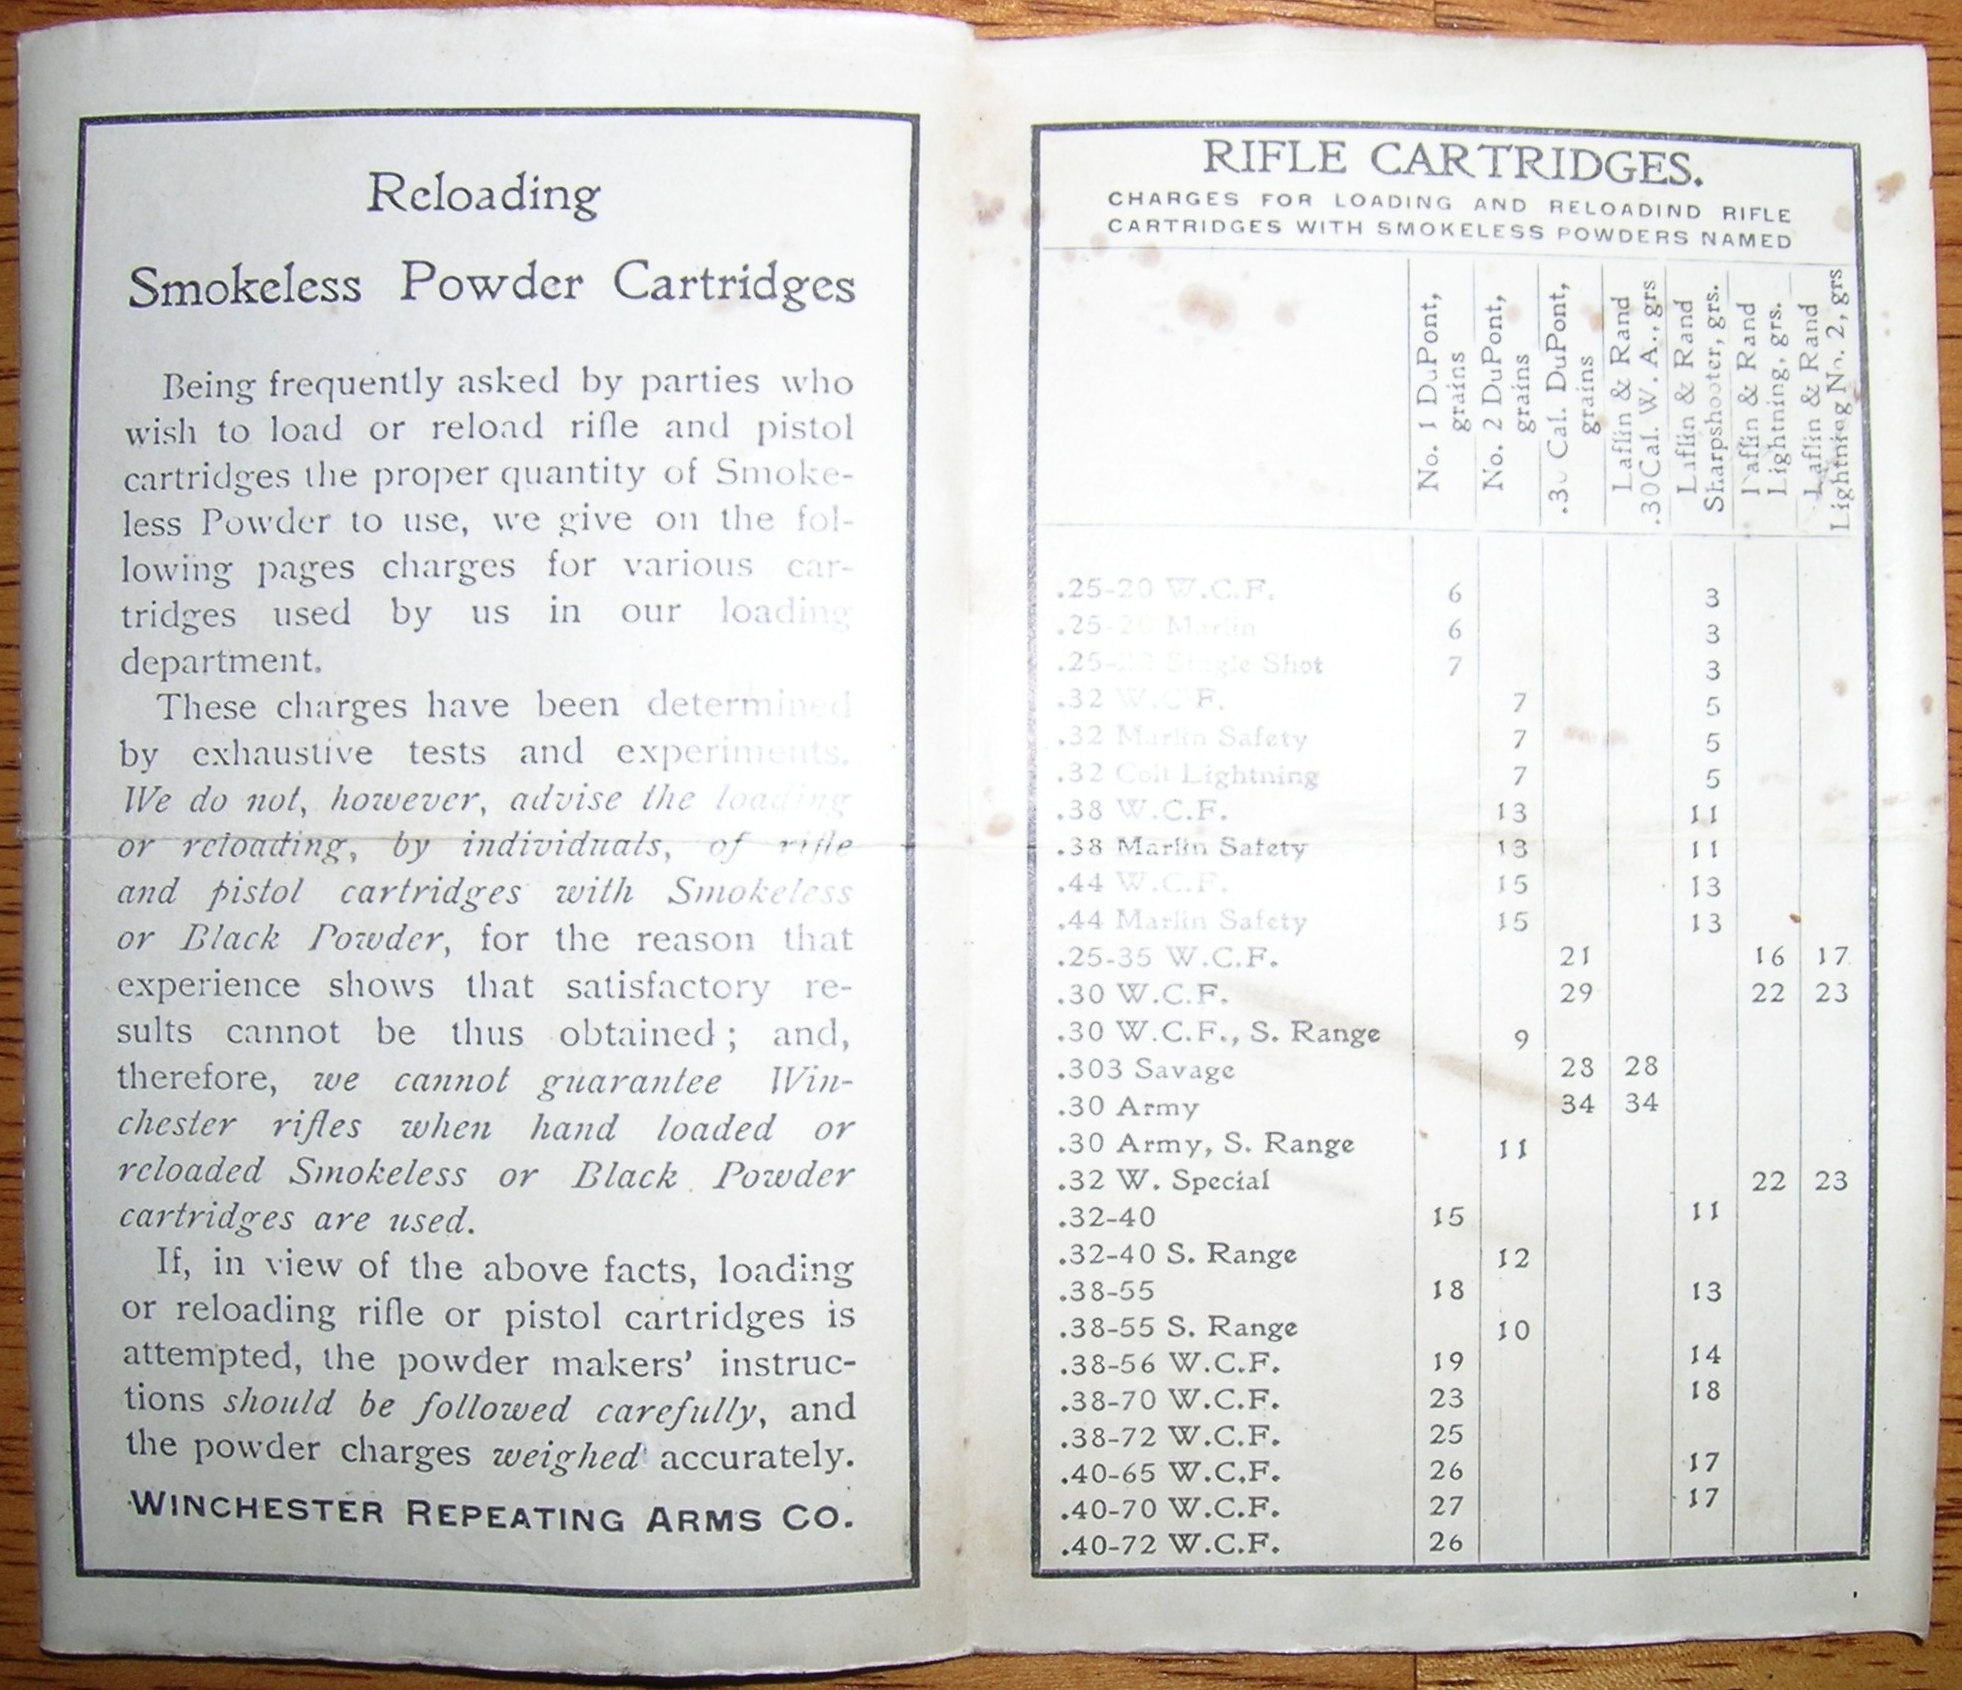 Reloading
Smokeless Powder Cartridges
Being frequently asked by parties who
wish to load or reload rifle and pistol
cartridges the proper quantity of Smoke-
less Powder to use, we give on the fol-
lowing pages charges for various car-
tridges used by us in our loading
department.
These charges have been determined
by exhaustive tests and experiments.
We do not, however, advise the loading
or reloading, by individuals, of rifle
and pistol cartridges with Smokeless
or Black Powder, for the reason that
experience shows that satisfactory re-
sults cannot be thus obtained; and,
therefore, we cannot guarantee Win-
chester rifles when hand loaded or
reloaded Smokeless or Black Powder
cartridges are used.
If, in view of the above facts, loading
or reloading rifle or pistol cartridges is
attempted, the powder makers' instruc-
tions should be followed carefully, and
the powder charges weighed accurately.
WINCHESTER REPEATING ARMS CO.
RIFLE CARTRIDGES.
CHARGES FOR LOADING AND RELOADIND RIFLE
CARTRIDGES WITH SMOKELESS POWDERS NAMED
No. 1 DuPont,
grains
No. 2 DuPont,
grains
.30 Cal. DuPont,
grains
Laflin & Rand
.30 Cal. W. A., grs
Laflin & Rand
Sharpshooter, grs.
Laflin & Rand
Lightning, grs.
Laflin & Rand
Lightning No. 2, grs
.25-20 W.C.F. 6 3
.25-20 Marlin 6 3
.25-20 Single Shot 7 3
.32 W.C.F. 7 5
.32 Marlin Safety 7 5
.32 Colt Lightning 7 5
.38 W.C.F. 13 11
.38 Marlin Safety 13 11
.44 W.C.F. 15 13
.44 Marlin Safety 15 13
.25-35 W.C.F. 21 16 17
.30 W.C.F. 29 22 23
.30 W.C.F., S. Range 9
.303 Savage 28 28
.30 Army 34 34
.30 Army, S. Range 11
.32 W. Special 22 23
.32-40 15 11
.32-40 S. Range 12
.38-55 18 13
.38-55 S. Range 10
.38-56 W.C.F. 19 14
.38-70 W.C.F. 23 18
.38-72 W.C.F. 25
.40-65 W.C.F. 26 17
.40-70 W.C.F. 27 17
.40-72 W.C.F. 26